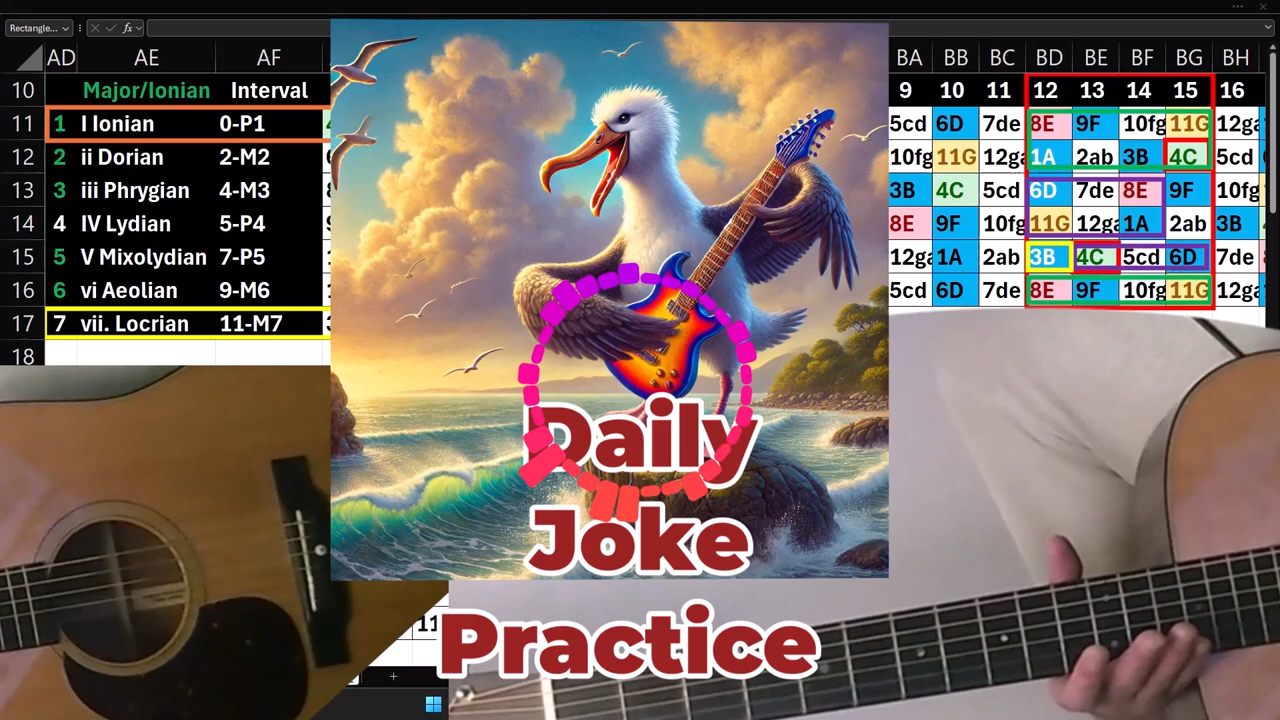 Rectangle... fx
AD AE AF BA BB BC BD BE BF BG BH
10 Major/Ionian Interval 9 10 11 12 13 14 15 16
11 1 I Ionian 0-P1 5cd 6D 7de 8E 9F 10fg 11G 12ga
12 2 ii Dorian 2-M2 10fg 11G 12ga 1A 2ab 3B 4C 5cd
13 3 iii Phrygian 4-M3 3B 4C 5cd 6D 7de 8E 9F 10fg
14 4 IV Lydian 5-P4 8E 9F 10fg 11G 12ga 1A 2ab 3B
15 5 V Mixolydian 7-P5 12ga 1A 2ab 3B 4C 5cd 6D 7de
16 6 vi Aeolian 9-M6 5cd 6D 7de 8E 9F 10fg 11G 12ga
17 7 vii. Locrian 11-M7
18
Daily
Joke
Practice
11